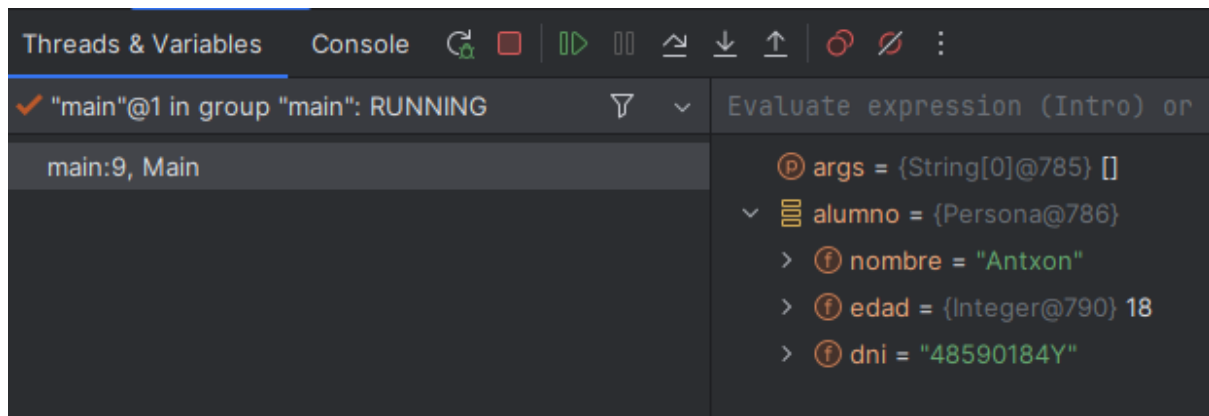 Threads & Variables Console
"main"@1 in group "main": RUNNING
Evaluate expression (Intro) or
main:9, Main
args = {String[0]@785} []
alumno = {Persona@786}
nombre = "Antxon"
edad = {Integer@790} 18
dni = "48590184Y"